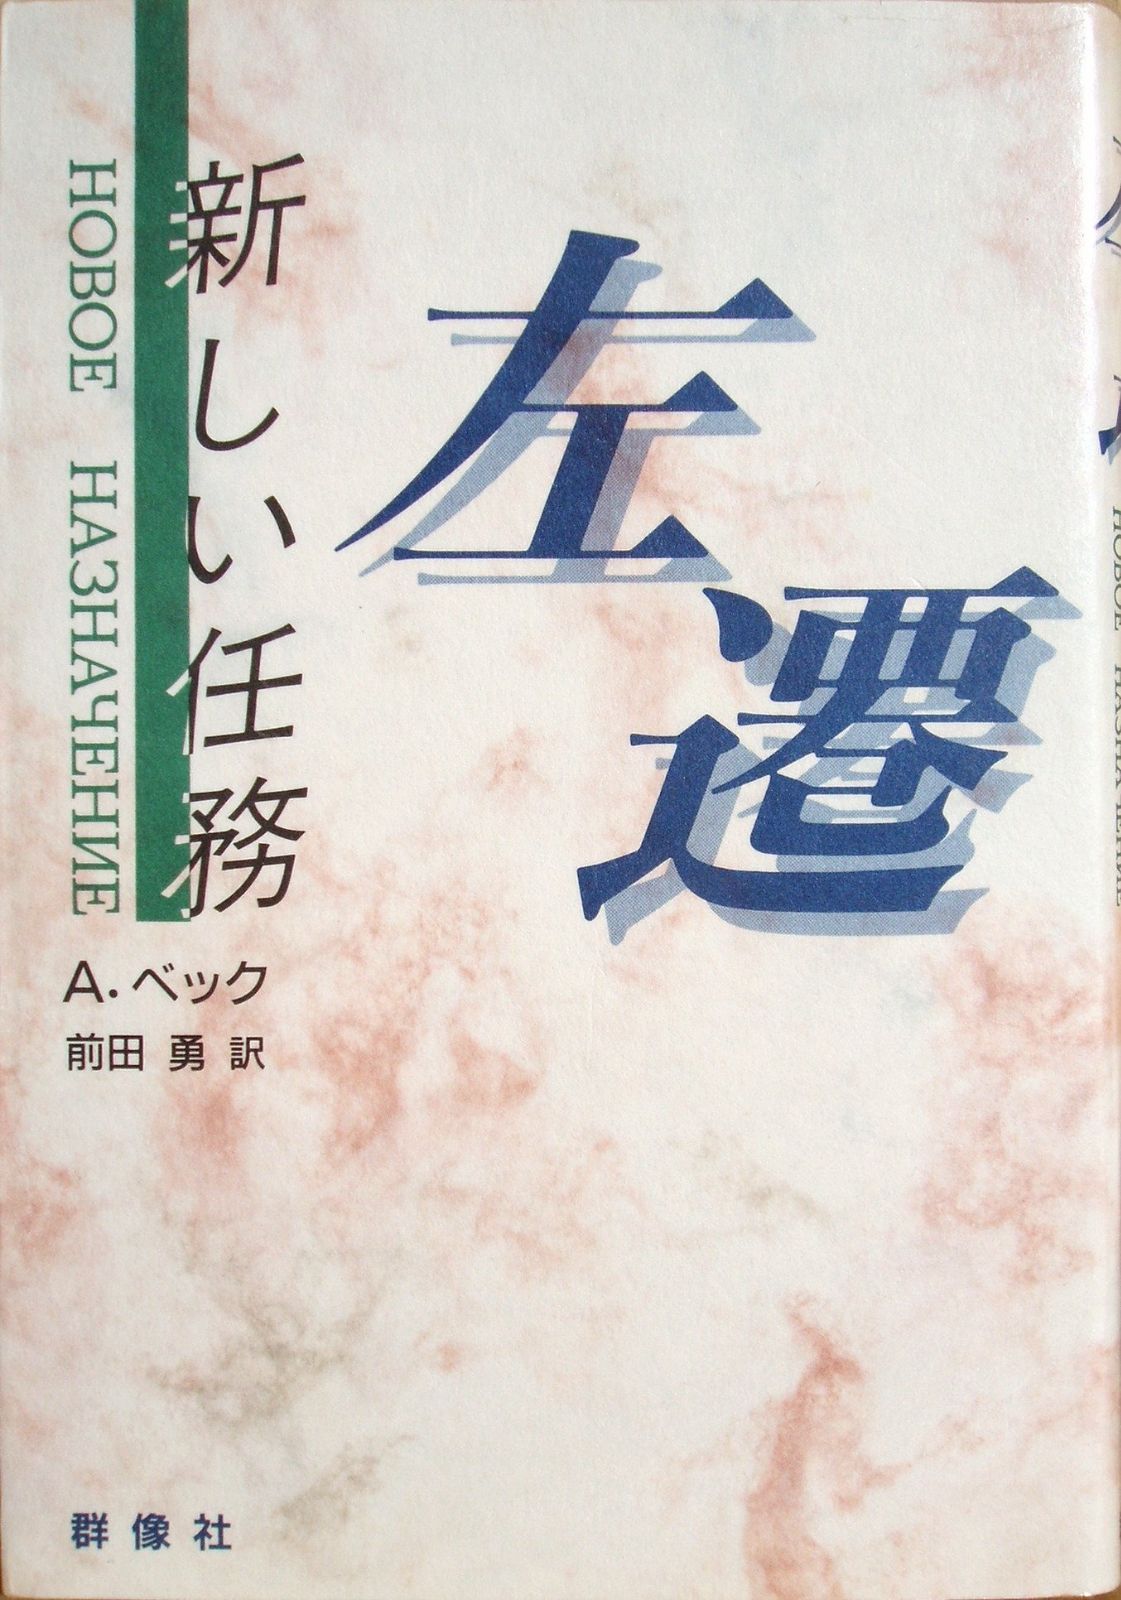 左遷
新しい任務
НОВОЕ НАЗНАЧЕНИЕ
A. ベック
前田 勇 訳
群像社
НОВОЕ НАЗНАЧЕНИЕ